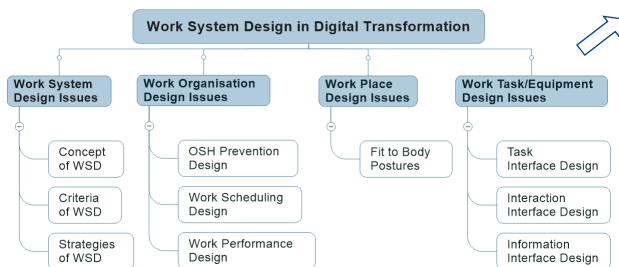 Work System Design in Digital Transformation
Work System
Design Issues
Work Organisation
Design Issues
Work Place
Design Issues
Work Task/Equipment
Design Issues
Concept
of WSD
Criteria
of WSD
Strategies
of WSD
OSH Prevention
Design
Work Scheduling
Design
Work Performance
Design
Fit to Body
Postures
Task
Interface Design
Interaction
Interface Design
Information
Interface Design